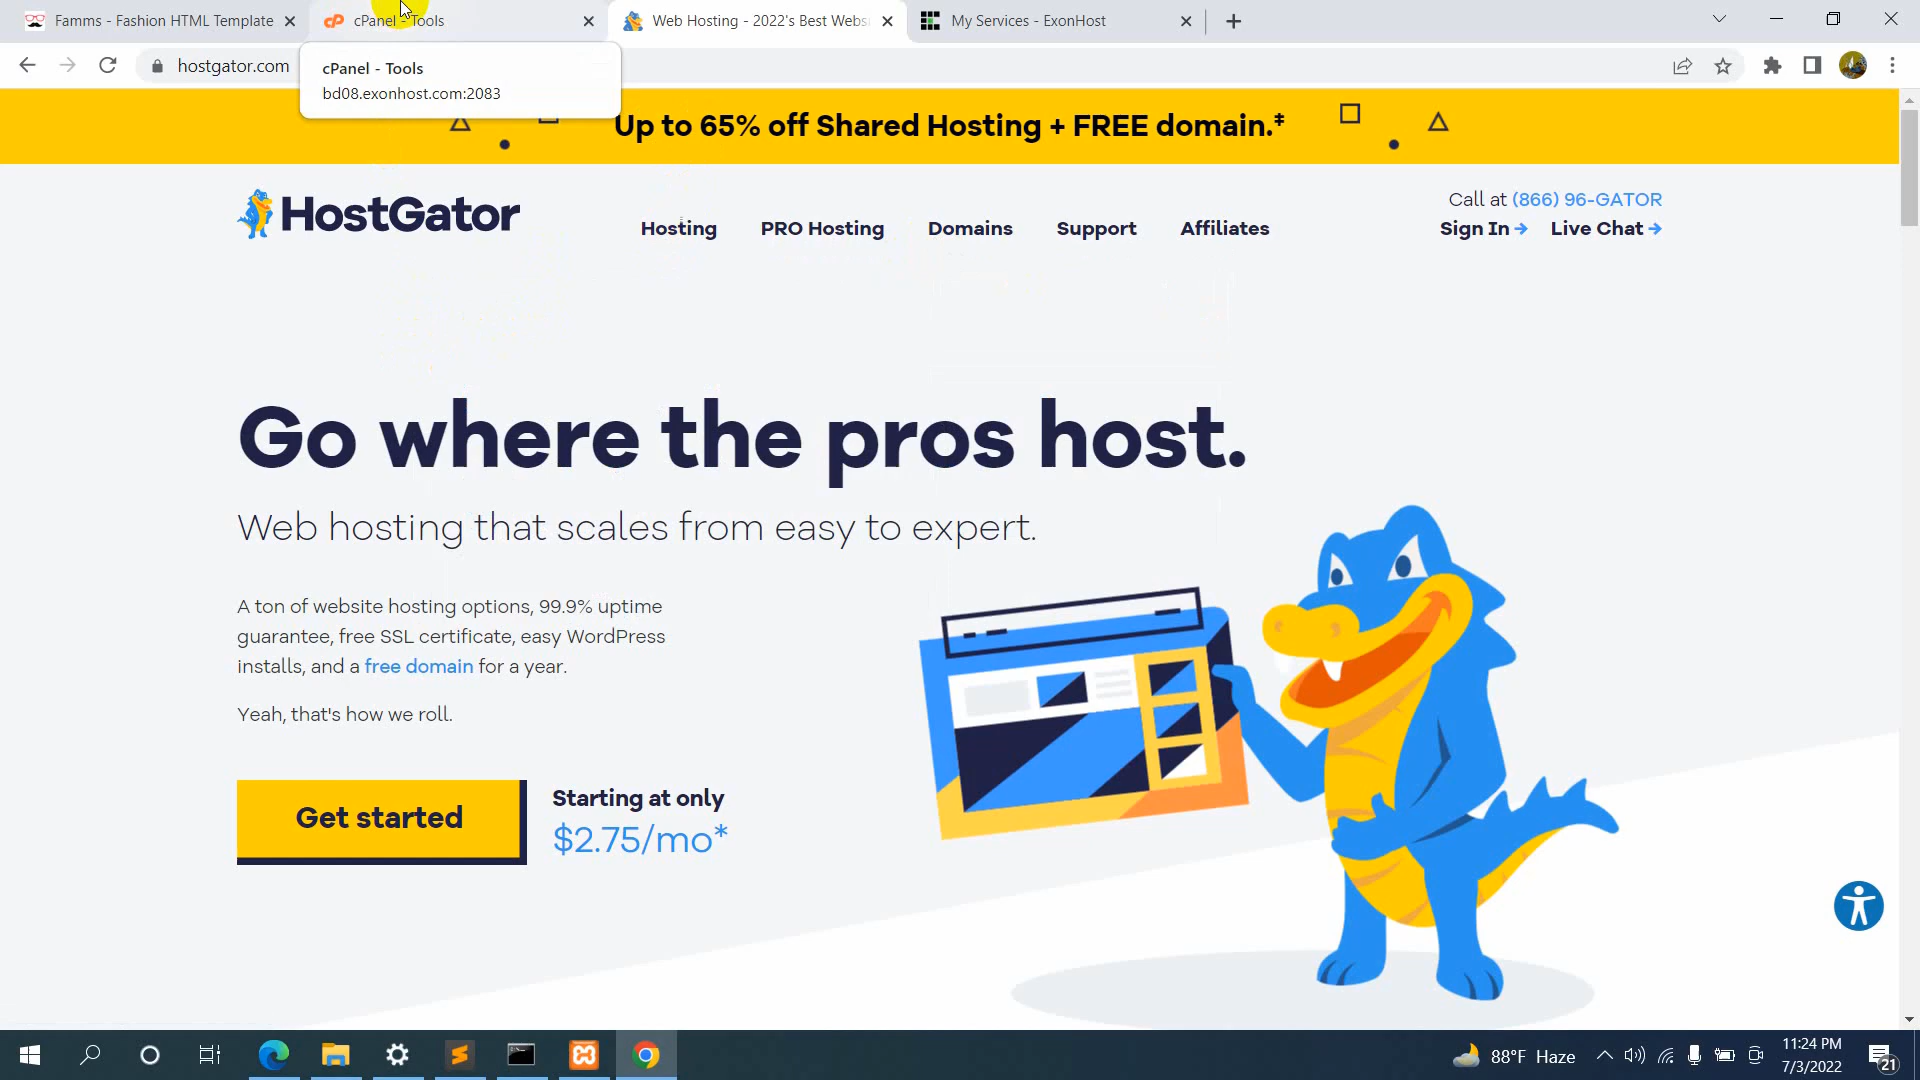 Famms - Fashion HTML Template
cPanel - Tools
Web Hosting - 2022's Best Webs
My Services - ExonHost
hostgator.com
cPanel - Tools
bd08.exonhost.com:2083
Up to 65% off Shared Hosting + FREE domain.‡
HostGator
Hosting
PRO Hosting
Domains
Support
Affiliates
Call at (866) 96-GATOR
Sign In
Live Chat
Go where the pros host.
Web hosting that scales from easy to expert.
A ton of website hosting options, 99.9% uptime
guarantee, free SSL certificate, easy WordPress
installs, and a free domain for a year.
Yeah, that's how we roll.
Get started
Starting at only
$2.75/mo*
88°F Haze
11:24 PM
7/3/2022
21